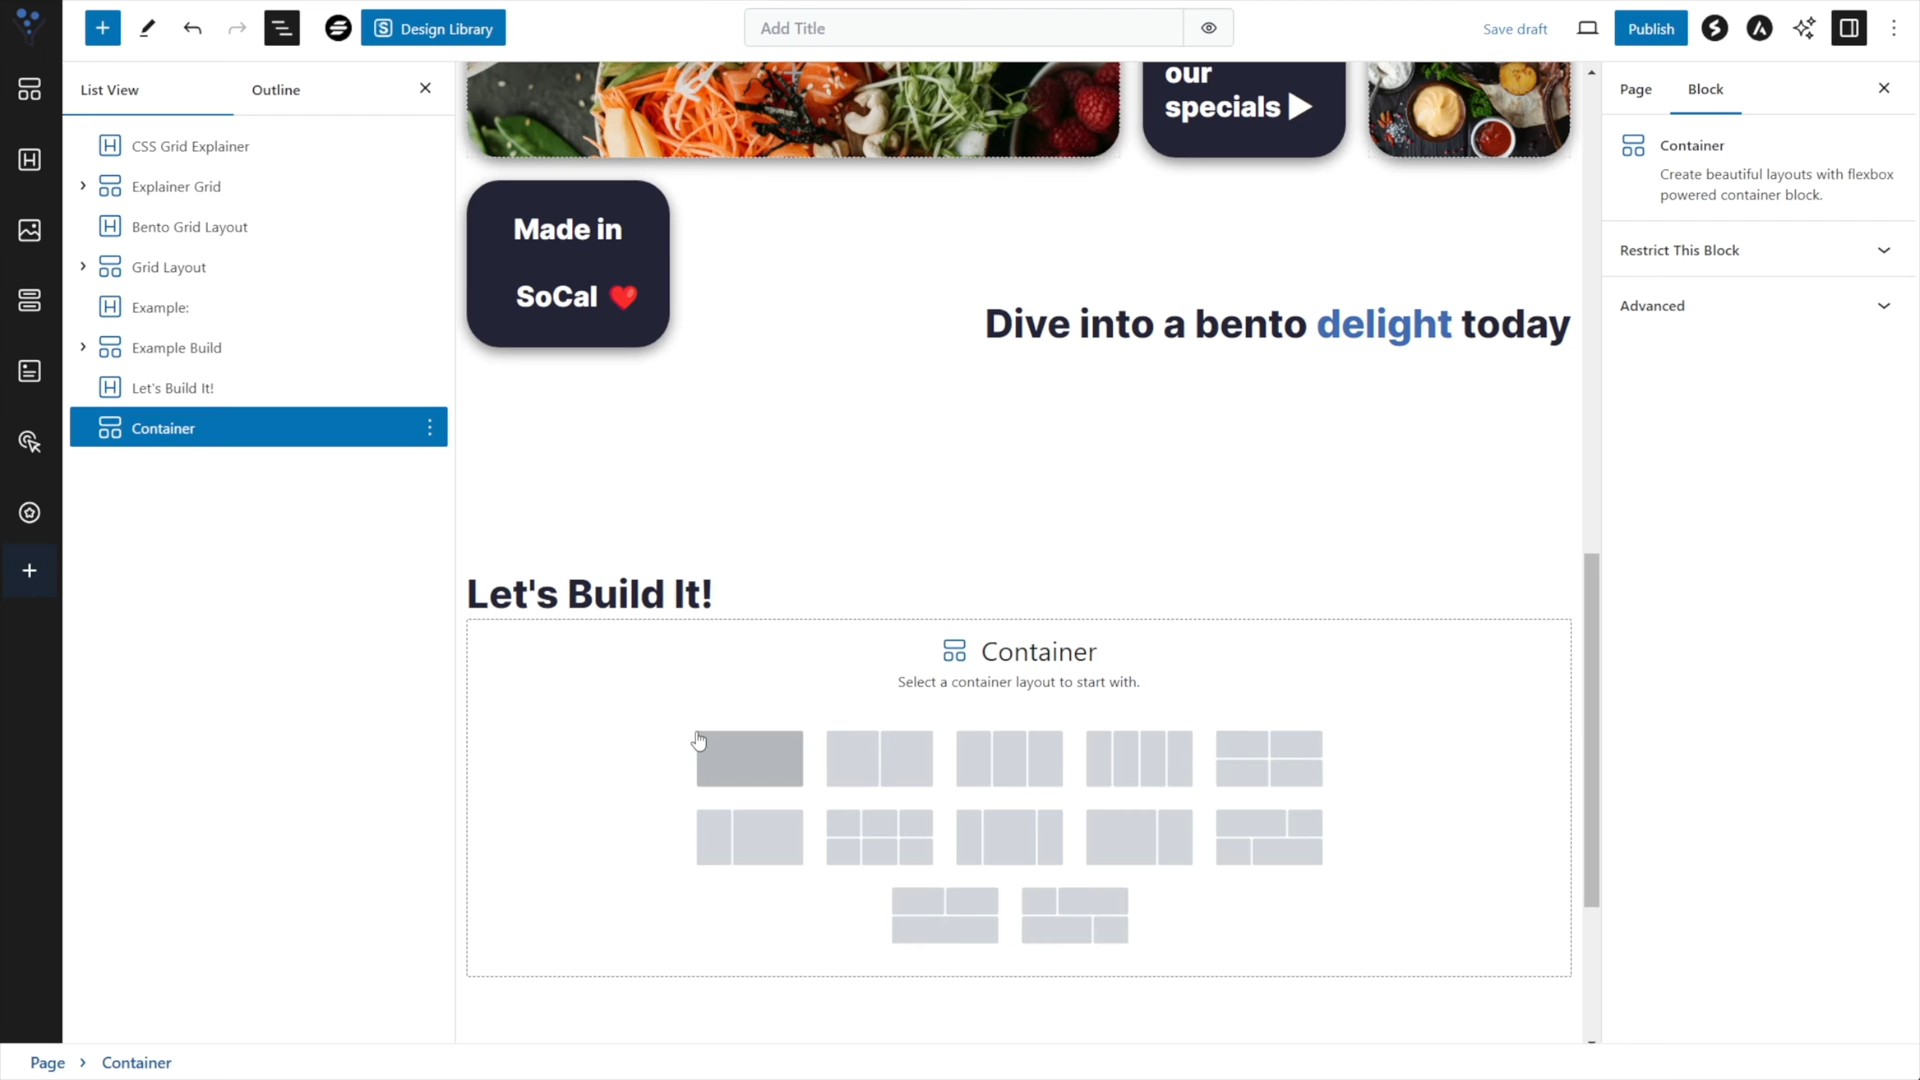 Design Library
Add Title
Save draft
Publish
List View
Outline
CSS Grid Explainer
Explainer Grid
Bento Grid Layout
Grid Layout
Example:
Example Build
Let's Build It!
Container
our
specials
Made in
SoCal
Dive into a bento delight today
Let's Build It!
Container
Select a container layout to start with.
Page
Block
Container
Create beautiful layouts with flexbox
powered container block.
Restrict This Block
Advanced
Page
Container